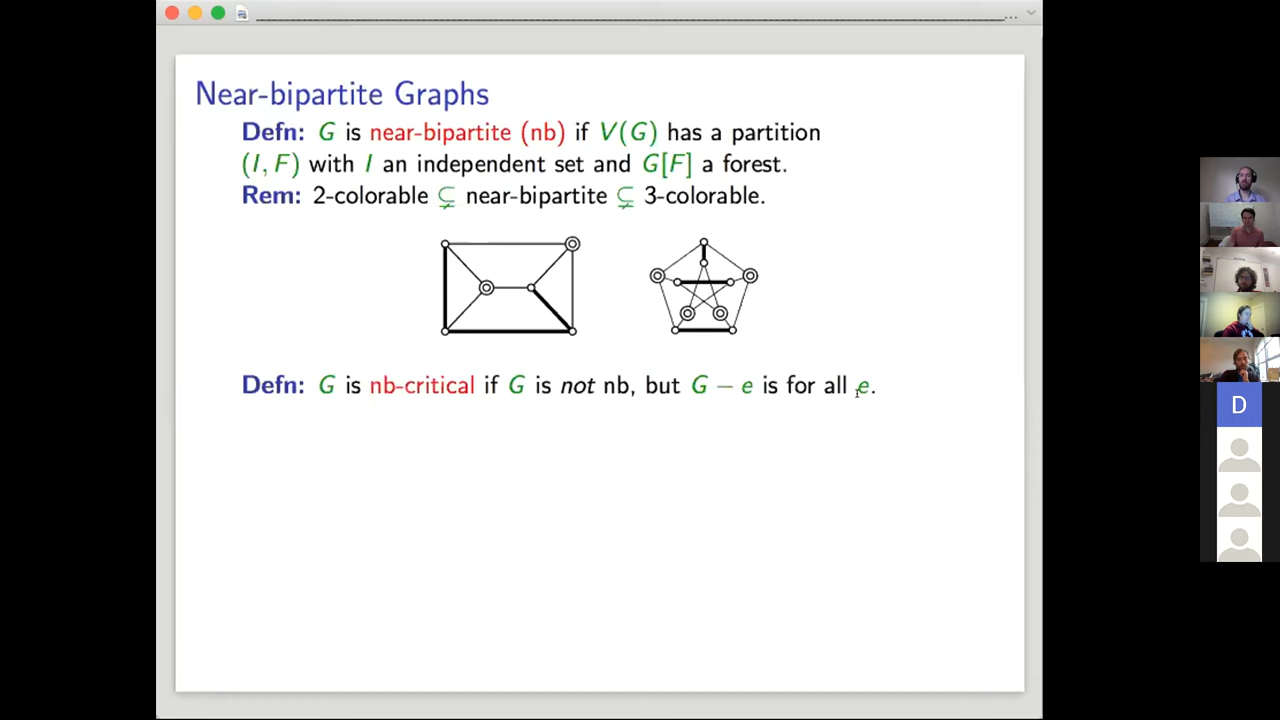 ...
Near-bipartite Graphs
Defn: G is near-bipartite (nb) if V(G) has a partition
(I, F) with I an independent set and G[F] a forest.
Rem: 2-colorable ⊊ near-bipartite ⊊ 3-colorable.
Defn: G is nb-critical if G is not nb, but G − e is for all e.
D